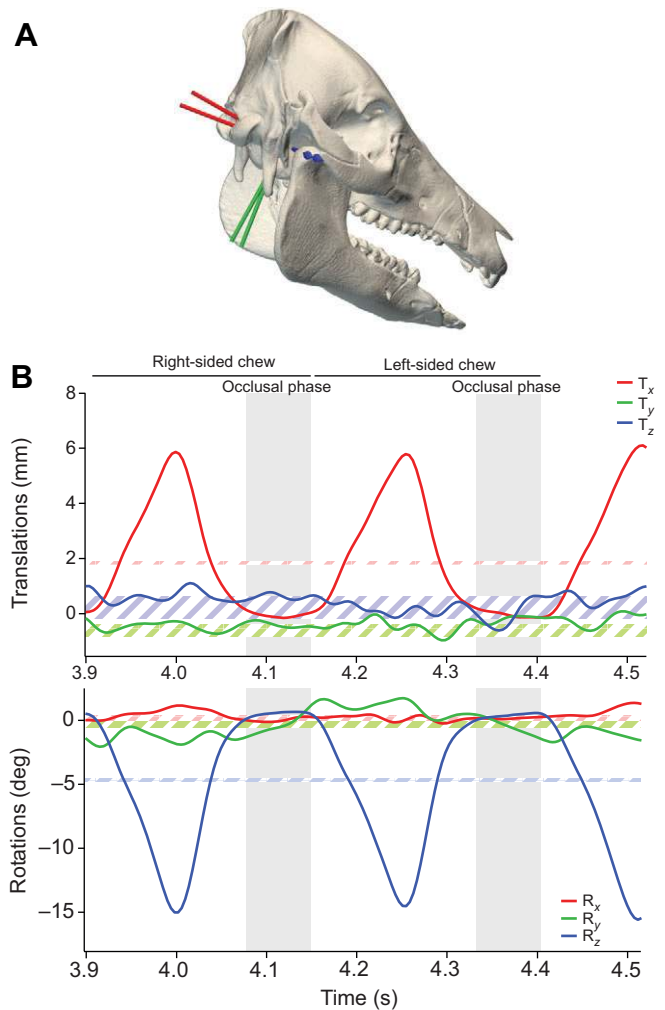 A
B
Right-sided chew
Left-sided chew
Occlusal phase
Occlusal phase
8
6
4
2
0
Translations (mm)
Tx
Ty
Tz
3.9 4.0 4.1 4.2 4.3 4.4 4.5
0
–5
–10
–15
Rotations (deg)
Rx
Ry
Rz
3.9 4.0 4.1 4.2 4.3 4.4 4.5
Time (s)